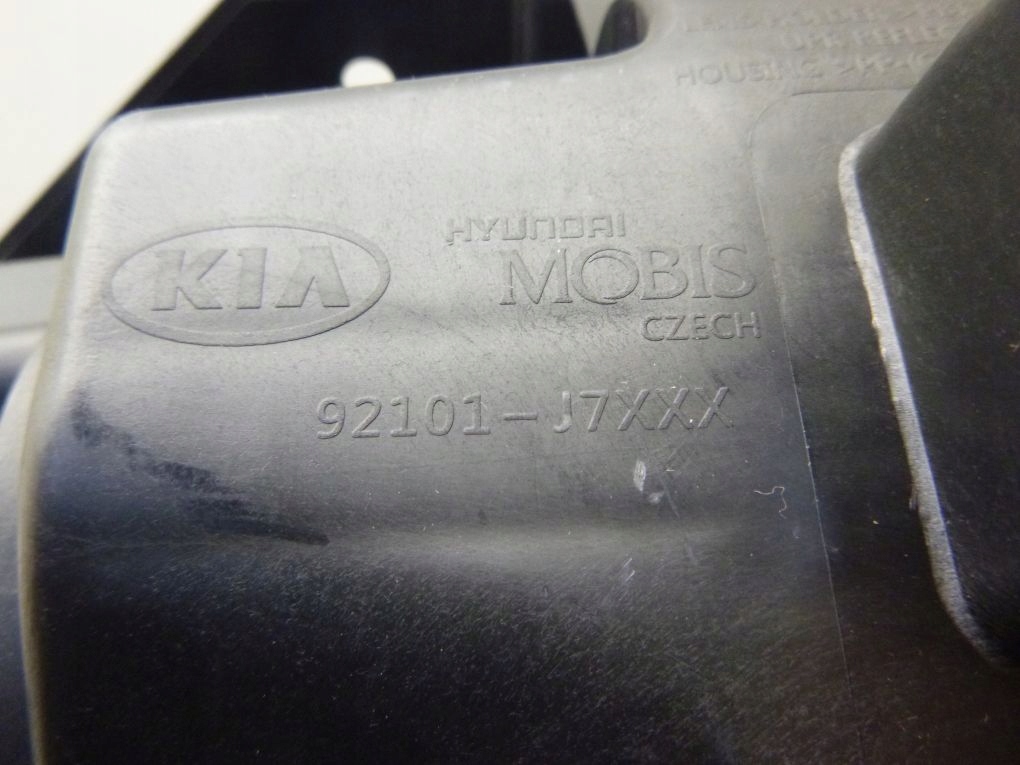 HOUSING
KIA
HYUNDAI
MOBIS
CZECH
92101-J7XXX